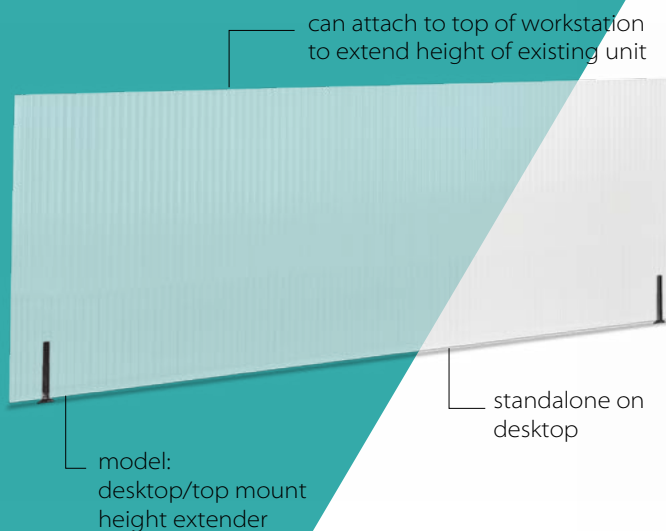 can attach to top of workstation
to extend height of existing unit
standalone on
desktop
model:
desktop/top mount
height extender